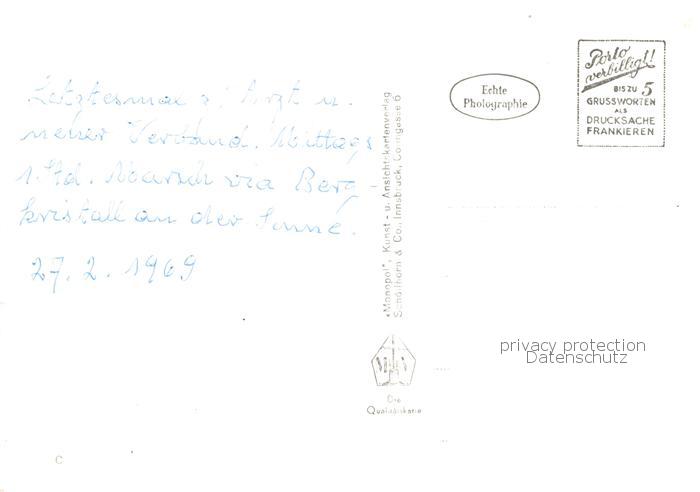 Letztesmal z. Arzt u.
neuer Verband. Mittags
1 Std. Marsch via Berg-
kristall an der Sonne.
27. 2. 1969
«Monopol», Kunst- u. Ansichtskartenverlag
Schöllhorn & Co., Innsbruck, Colingasse 6
Die
Qualitätskarte
C
Echte
Photographie
Porto
verbilligt!
BIS ZU 5
GRUSSWORTEN
ALS
DRUCKSACHE
FRANKIEREN
privacy protection
Datenschutz